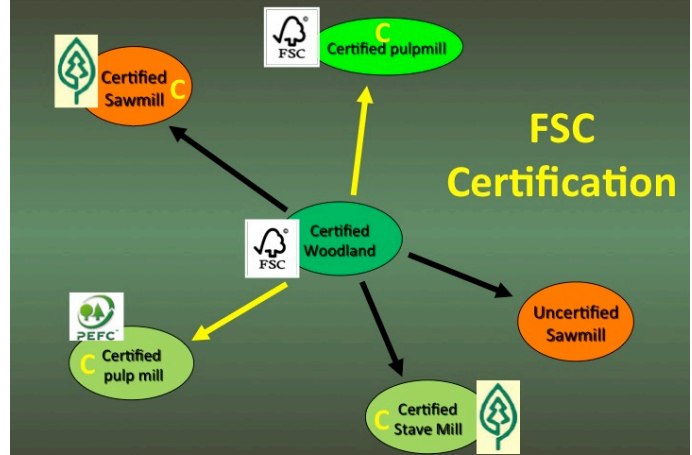 FSC
C
Certified pulpmill
Certified
Sawmill
C
FSC
Certification
Certified
Woodland
FSC
Uncertified
Sawmill
PEFC
C
Certified
pulp mill
C
Certified
Stave Mill